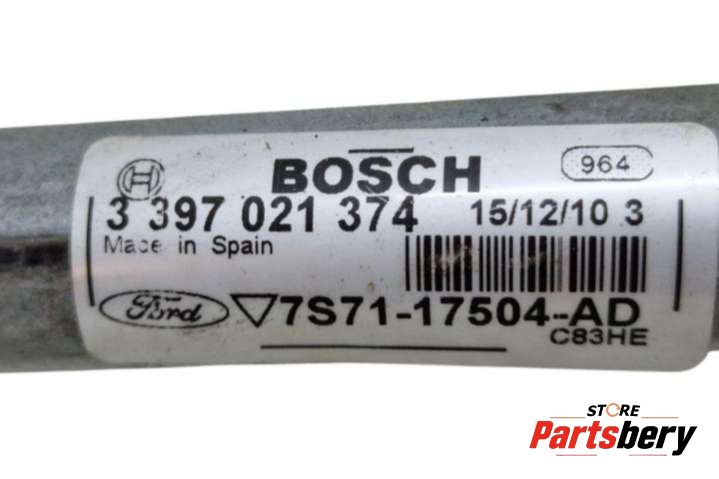 BOSCH 964
3 397 021 374 15/12/10 3
Made in Spain
Ford 7S71-17504-AD
C83HE
STORE
Partsbery